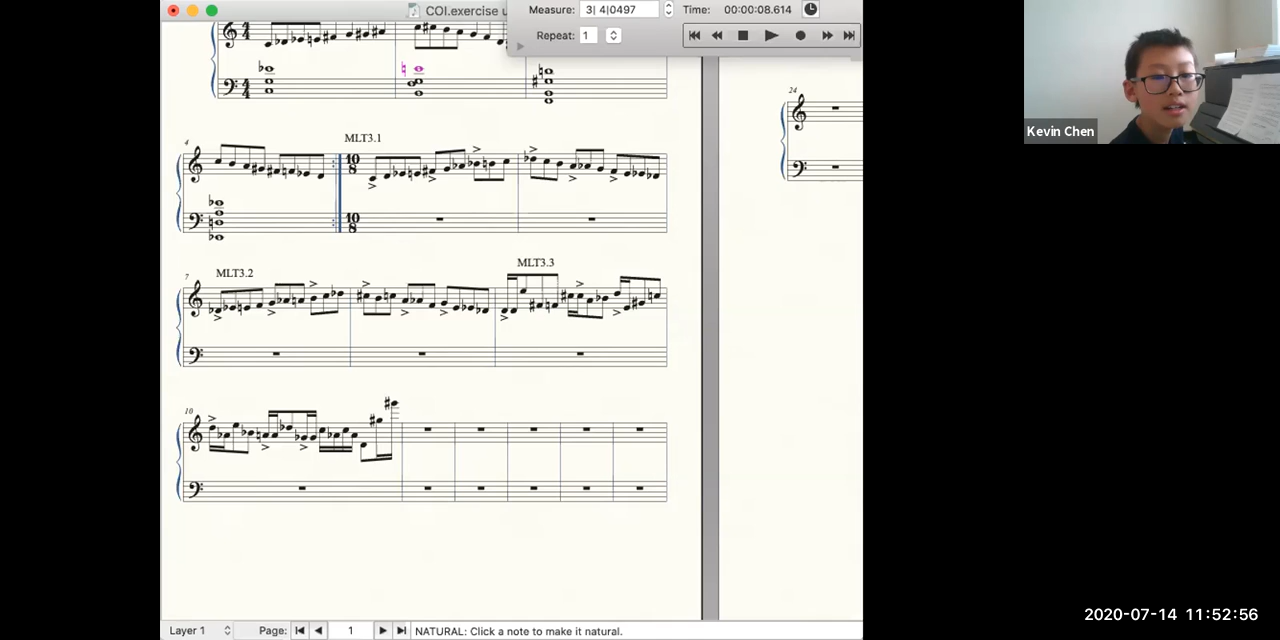 COI.exercise u
Measure: 3| 4|0497 Time: 00:00:08.614
Repeat: 1
Kevin Chen
24
4
MLT3.1
10
8
10
8
7
MLT3.2
MLT3.3
10
2020-07-14 11:52:56
Layer 1 Page: 1 NATURAL: Click a note to make it natural.